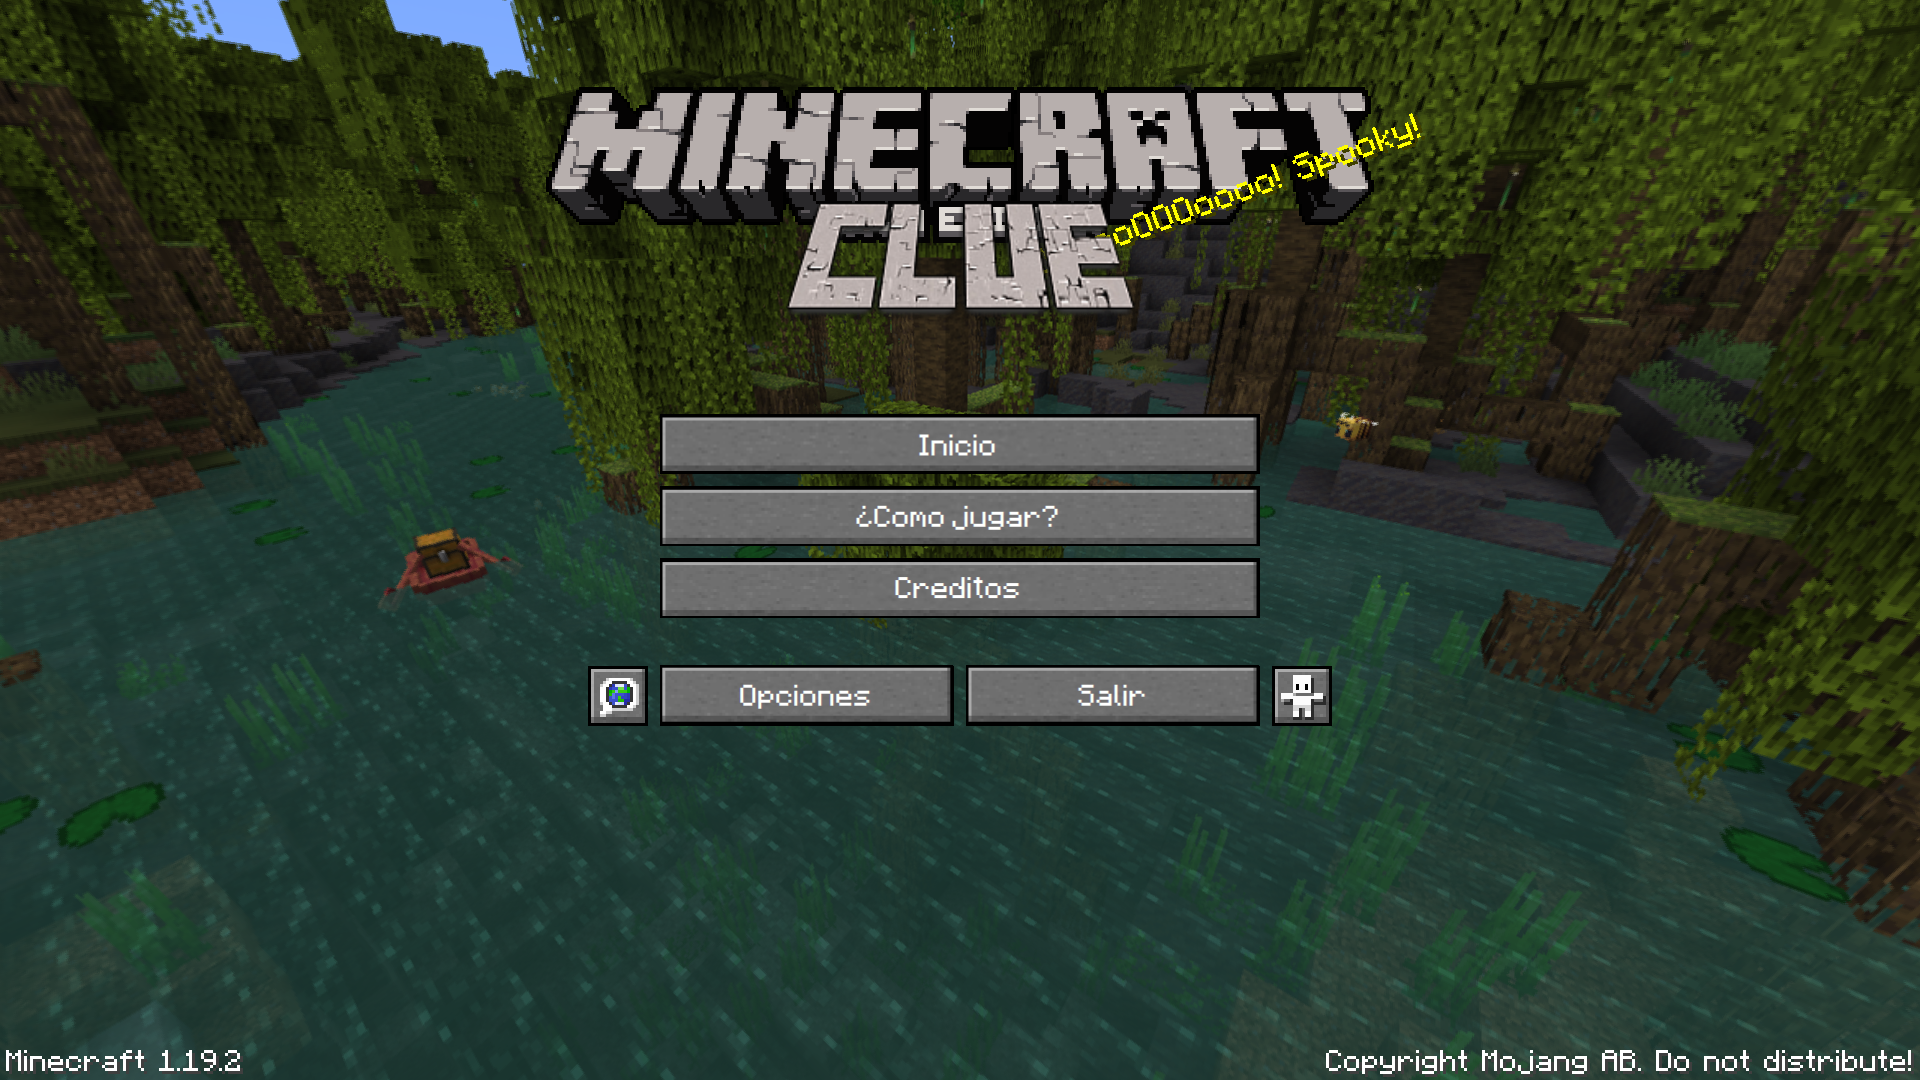 MINECRAFT
CLUE
oOOOoooo! Spooky!
Inicio
¿Como jugar?
Creditos
Opciones
Salir
Minecraft 1.19.2
Copyright Mojang AB. Do not distribute!